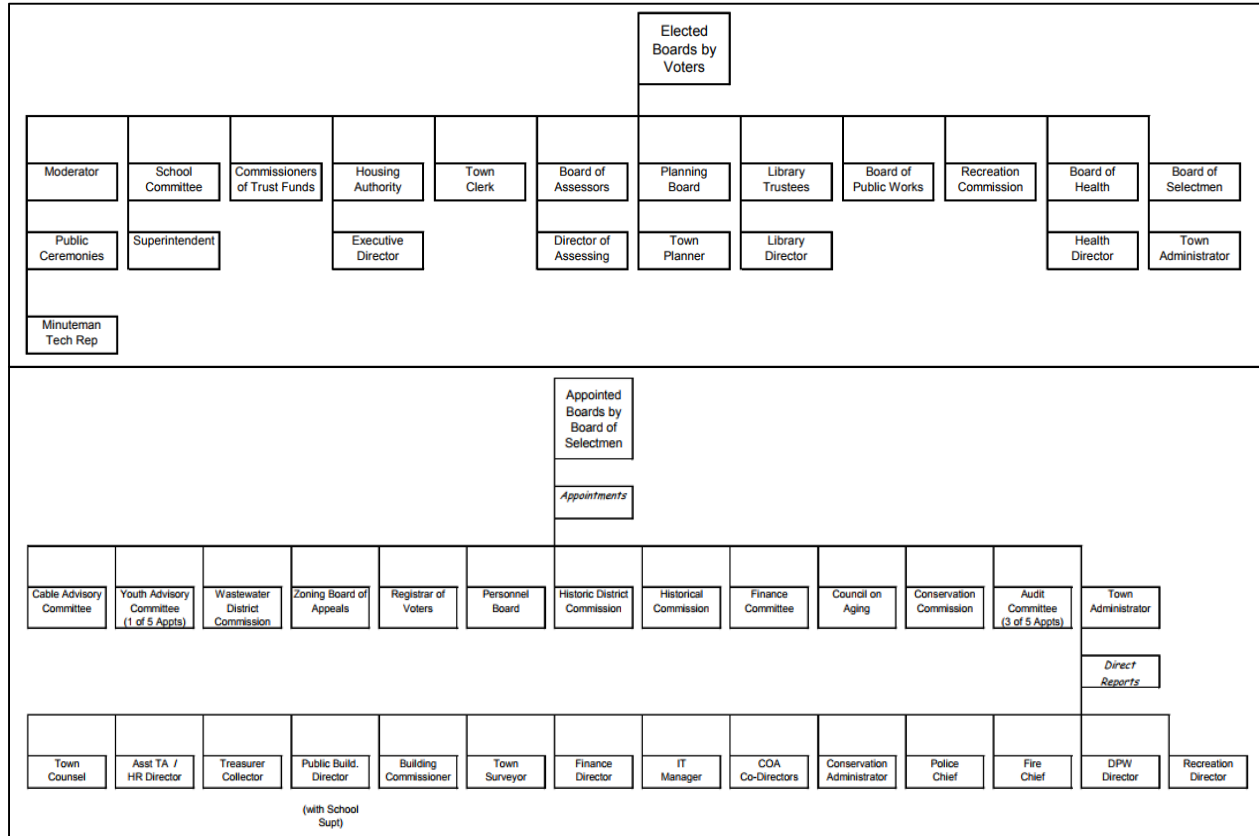 Elected
Boards by
Voters
Moderator
School
Committee
Commissioners
of Trust Funds
Housing
Authority
Town
Clerk
Board of
Assessors
Planning
Board
Library
Trustees
Board of
Public Works
Recreation
Commission
Board of
Health
Board of
Selectmen
Public
Ceremonies
Superintendent
Executive
Director
Director of
Assessing
Town
Planner
Library
Director
Health
Director
Town
Administrator
Minuteman
Tech Rep
Appointed
Boards by
Board of
Selectmen
Appointments
Cable Advisory
Committee
Youth Advisory
Committee
(1 of 5 Appts)
Wastewater
District
Commission
Zoning Board of
Appeals
Registrar of
Voters
Personnel
Board
Historic District
Commission
Historical
Commission
Finance
Committee
Council on
Aging
Conservation
Commission
Audit
Committee
(3 of 5 Appts)
Town
Administrator
Direct
Reports
Town
Counsel
Asst TA /
HR Director
Treasurer
Collector
Public Build.
Director
(with School
Supt)
Building
Commissioner
Town
Surveyor
Finance
Director
IT
Manager
COA
Co-Directors
Conservation
Administrator
Police
Chief
Fire
Chief
DPW
Director
Recreation
Director